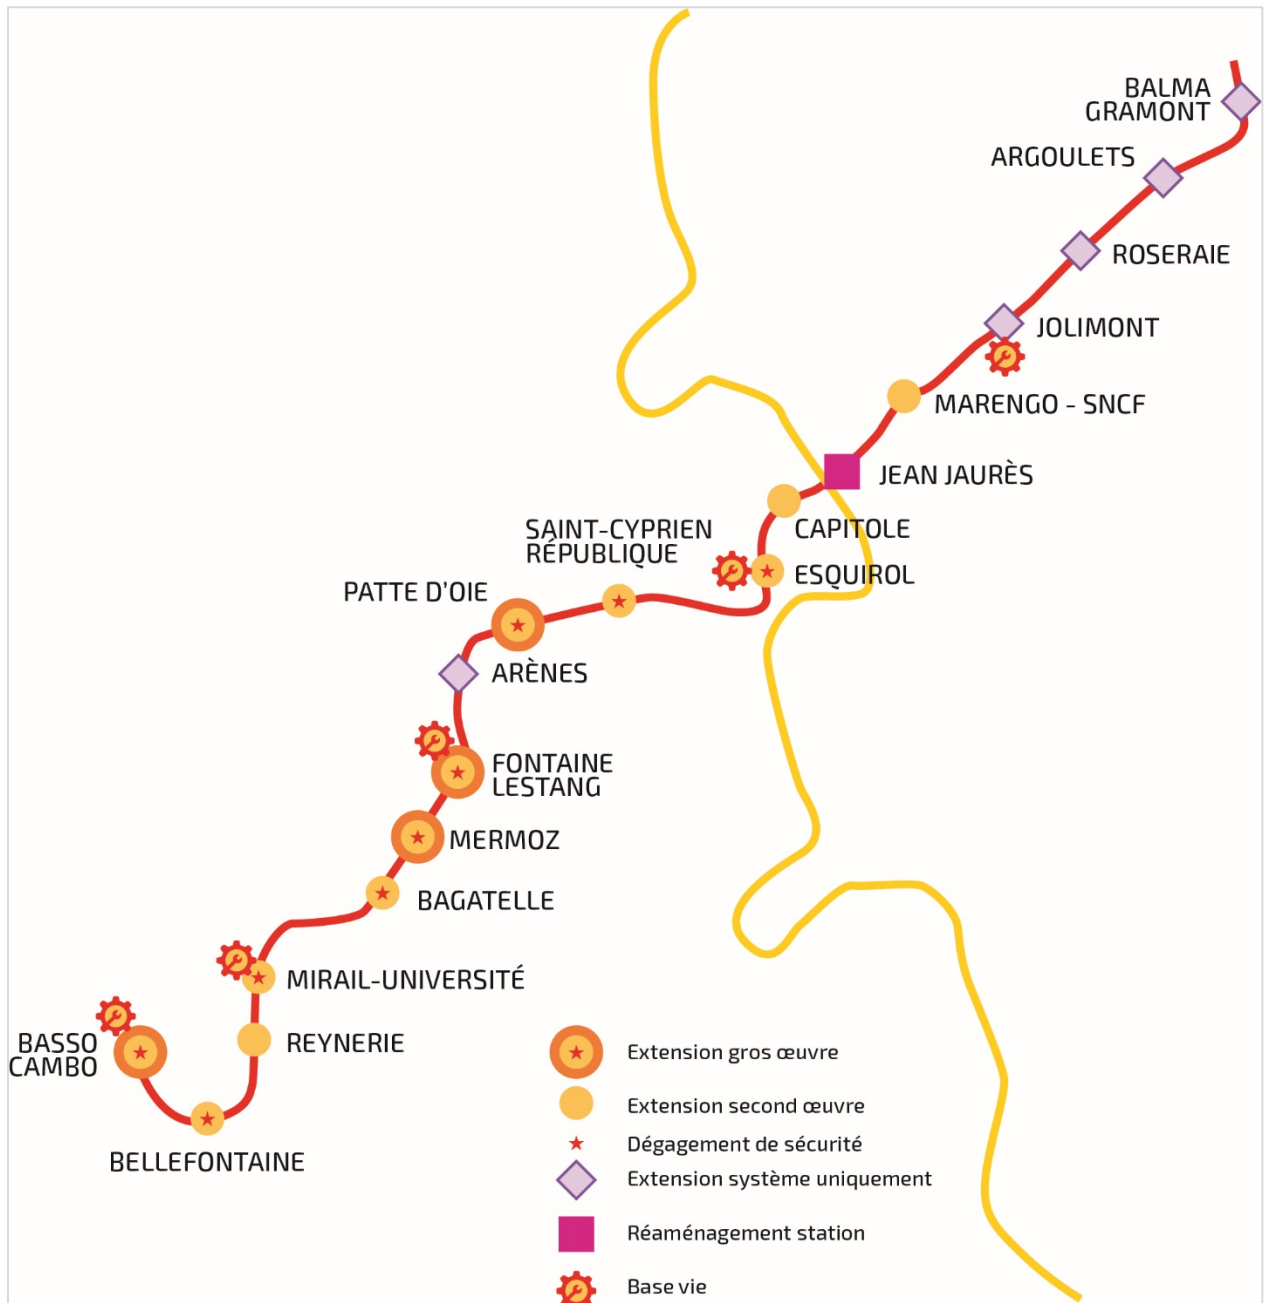 BALMA
GRAMONT
ARGOULETS
ROSERAIE
JOLIMONT
MARENGO - SNCF
JEAN JAURÈS
CAPITOLE
SAINT-CYPRIEN
RÉPUBLIQUE
ESQUIROL
PATTE D'OIE
ARÈNES
FONTAINE
LESTANG
MERMOZ
BAGATELLE
MIRAIL-UNIVERSITÉ
REYNERIE
BASSO
CAMBO
BELLEFONTAINE
Extension gros œuvre
Extension second œuvre
Dégagement de sécurité
Extension système uniquement
Réaménagement station
Base vie